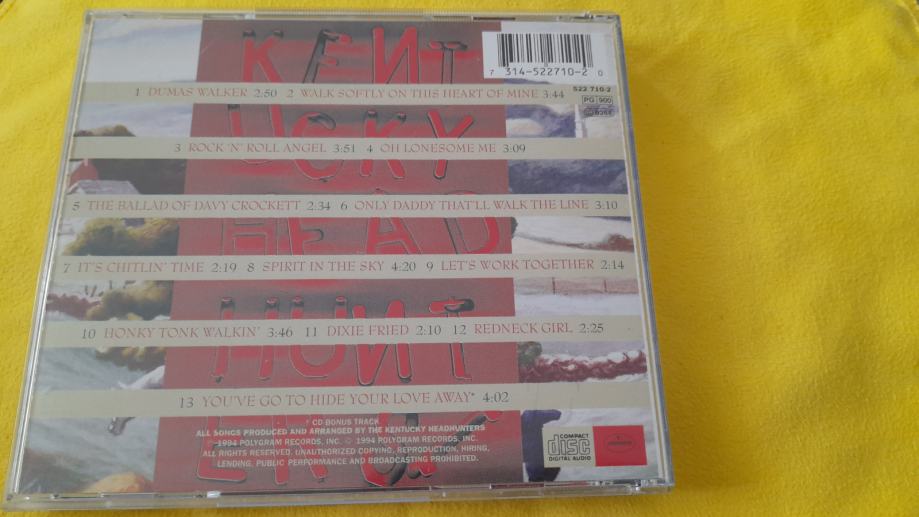 KENT
UCKY
HEAD
HUNT
7 314-522710-2 0
522 710-2
PG 900
1 DUMAS WALKER 2:50 2 WALK SOFTLY ON THIS HEART OF MINE 3:44
3 ROCK 'N' ROLL ANGEL 3:51 4 OH LONESOME ME 3:09
5 THE BALLAD OF DAVY CROCKETT 2:34 6 ONLY DADDY THAT'LL WALK THE LINE 3:10
7 IT'S CHITLIN' TIME 2:19 8 SPIRIT IN THE SKY 4:20 9 LET'S WORK TOGETHER 2:14
10 HONKY TONK WALKIN' 3:46 11 DIXIE FRIED 2:10 12 REDNECK GIRL 2:25
13 YOU'VE GO TO HIDE YOUR LOVE AWAY* 4:02
* CD BONUS TRACK
ALL SONGS PRODUCED AND ARRANGED BY THE KENTUCKY HEADHUNTERS
1994 POLYGRAM RECORDS, INC. © 1994 POLYGRAM RECORDS, INC.
ALL RIGHTS RESERVED. UNAUTHORIZED COPYING, REPRODUCTION, HIRING,
LENDING, PUBLIC PERFORMANCE AND BROADCASTING PROHIBITED.
COMPACT
disc
DIGITAL AUDIO